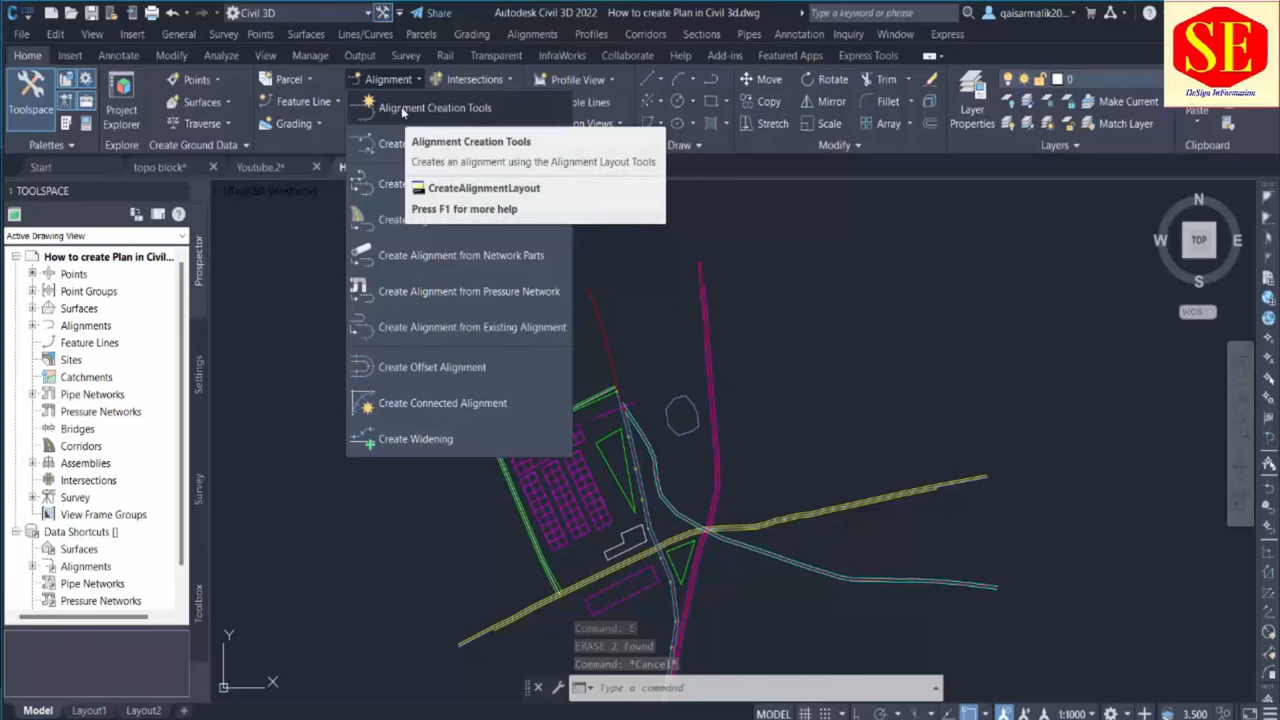 Civil 3D
Share
Autodesk Civil 3D 2022
How to create Plan in Civil 3d.dwg
Type a keyword or phrase
qaisarmalik20...
SE
DeSign InFormation
File
Edit
View
Insert
General
Survey
Points
Surfaces
Lines/Curves
Parcels
Grading
Alignments
Profiles
Corridors
Sections
Pipes
Annotation
Inquiry
Window
Express
Home
Insert
Annotate
Modify
Analyze
View
Manage
Output
Survey
Rail
Transparent
InfraWorks
Collaborate
Help
Add-ins
Featured Apps
Express Tools
Toolspace
Palettes
Project
Explorer
Explore
Points
Surfaces
Traverse
Create Ground Data
Parcel
Feature Line
Grading
Alignment
Intersections
Profile View
Move
Copy
Stretch
Rotate
Mirror
Scale
Trim
Fillet
Array
Draw
Modify
Layer
Properties
0
Make Current
Match Layer
Layers
Paste
Clipboard
Start
topo block*
Youtube.2*
Alignment Creation Tools
Create Alignment from Network Parts
Create Alignment from Pressure Network
Create Alignment from Existing Alignment
Create Offset Alignment
Create Connected Alignment
Create Widening
Alignment Creation Tools
Creates an alignment using the Alignment Layout Tools
CreateAlignmentLayout
Press F1 for more help
TOOLSPACE
Active Drawing View
How to create Plan in Civil...
Points
Point Groups
Surfaces
Alignments
Feature Lines
Sites
Catchments
Pipe Networks
Pressure Networks
Bridges
Corridors
Assemblies
Intersections
Survey
View Frame Groups
Data Shortcuts []
Surfaces
Alignments
Pipe Networks
Pressure Networks
Prospector
Settings
Survey
Toolbox
N
W
TOP
E
S
WCS
Y
X
Command: E
ERASE 2 found
Command: *Cancel*
Type a command
Model
Layout1
Layout2
MODEL
1:1000
3.500